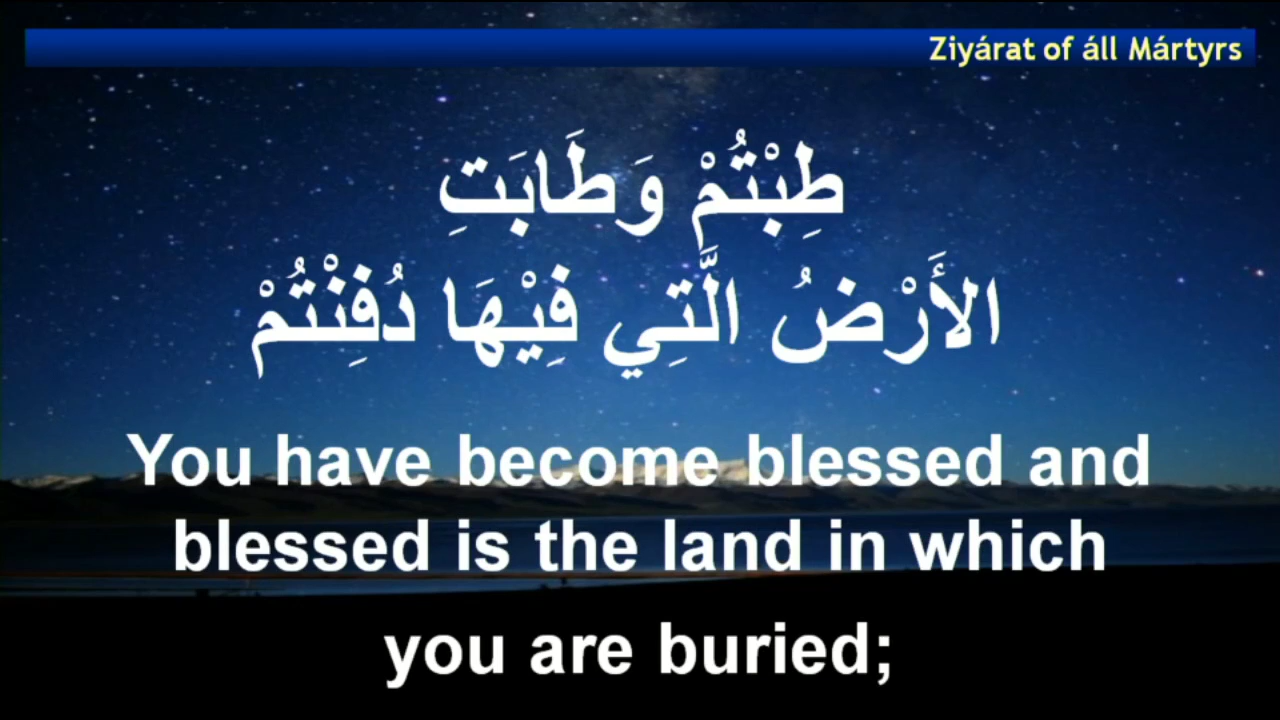 Ziyárat of áll Mártyrs
طِبْتُمْ وَطَابَتِ
الأَرْضُ الَّتِي فِيْهَا دُفِنْتُمْ
You have become blessed and
blessed is the land in which
you are buried;